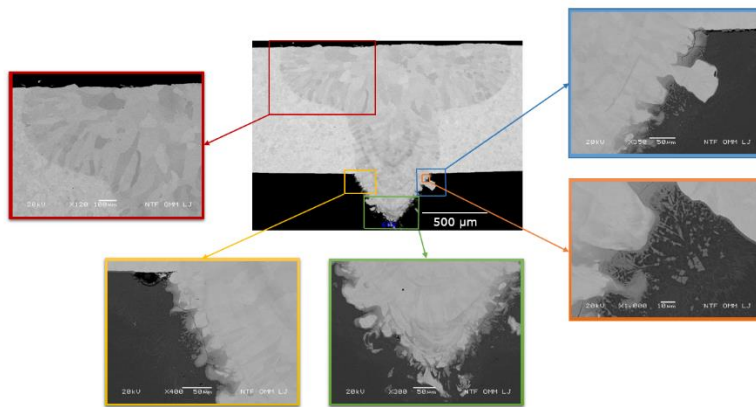 20kV X350 50μm NTF OMM LJ
20kV X120 100μm NTF OMM LJ
500 μm
20kV X1,000 10μm NTF OMM LJ
20kV X400 50μm NTF OMM LJ
20kV X300 50μm NTF OMM LJ